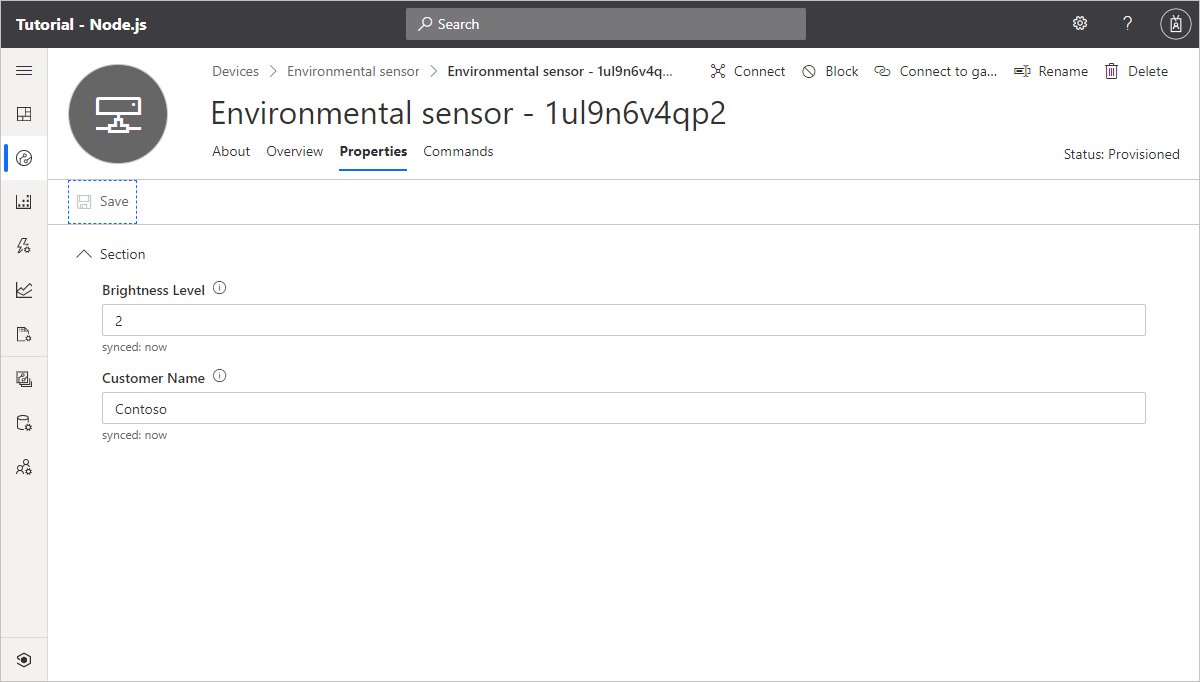 Tutorial - Node.js
Search
?
Devices > Environmental sensor > Environmental sensor - 1ul9n6v4q...
Connect
Block
Connect to ga...
Rename
Delete
Environmental sensor - 1ul9n6v4qp2
About
Overview
Properties
Commands
Status: Provisioned
Save
Section
Brightness Level
2
synced: now
Customer Name
Contoso
synced: now